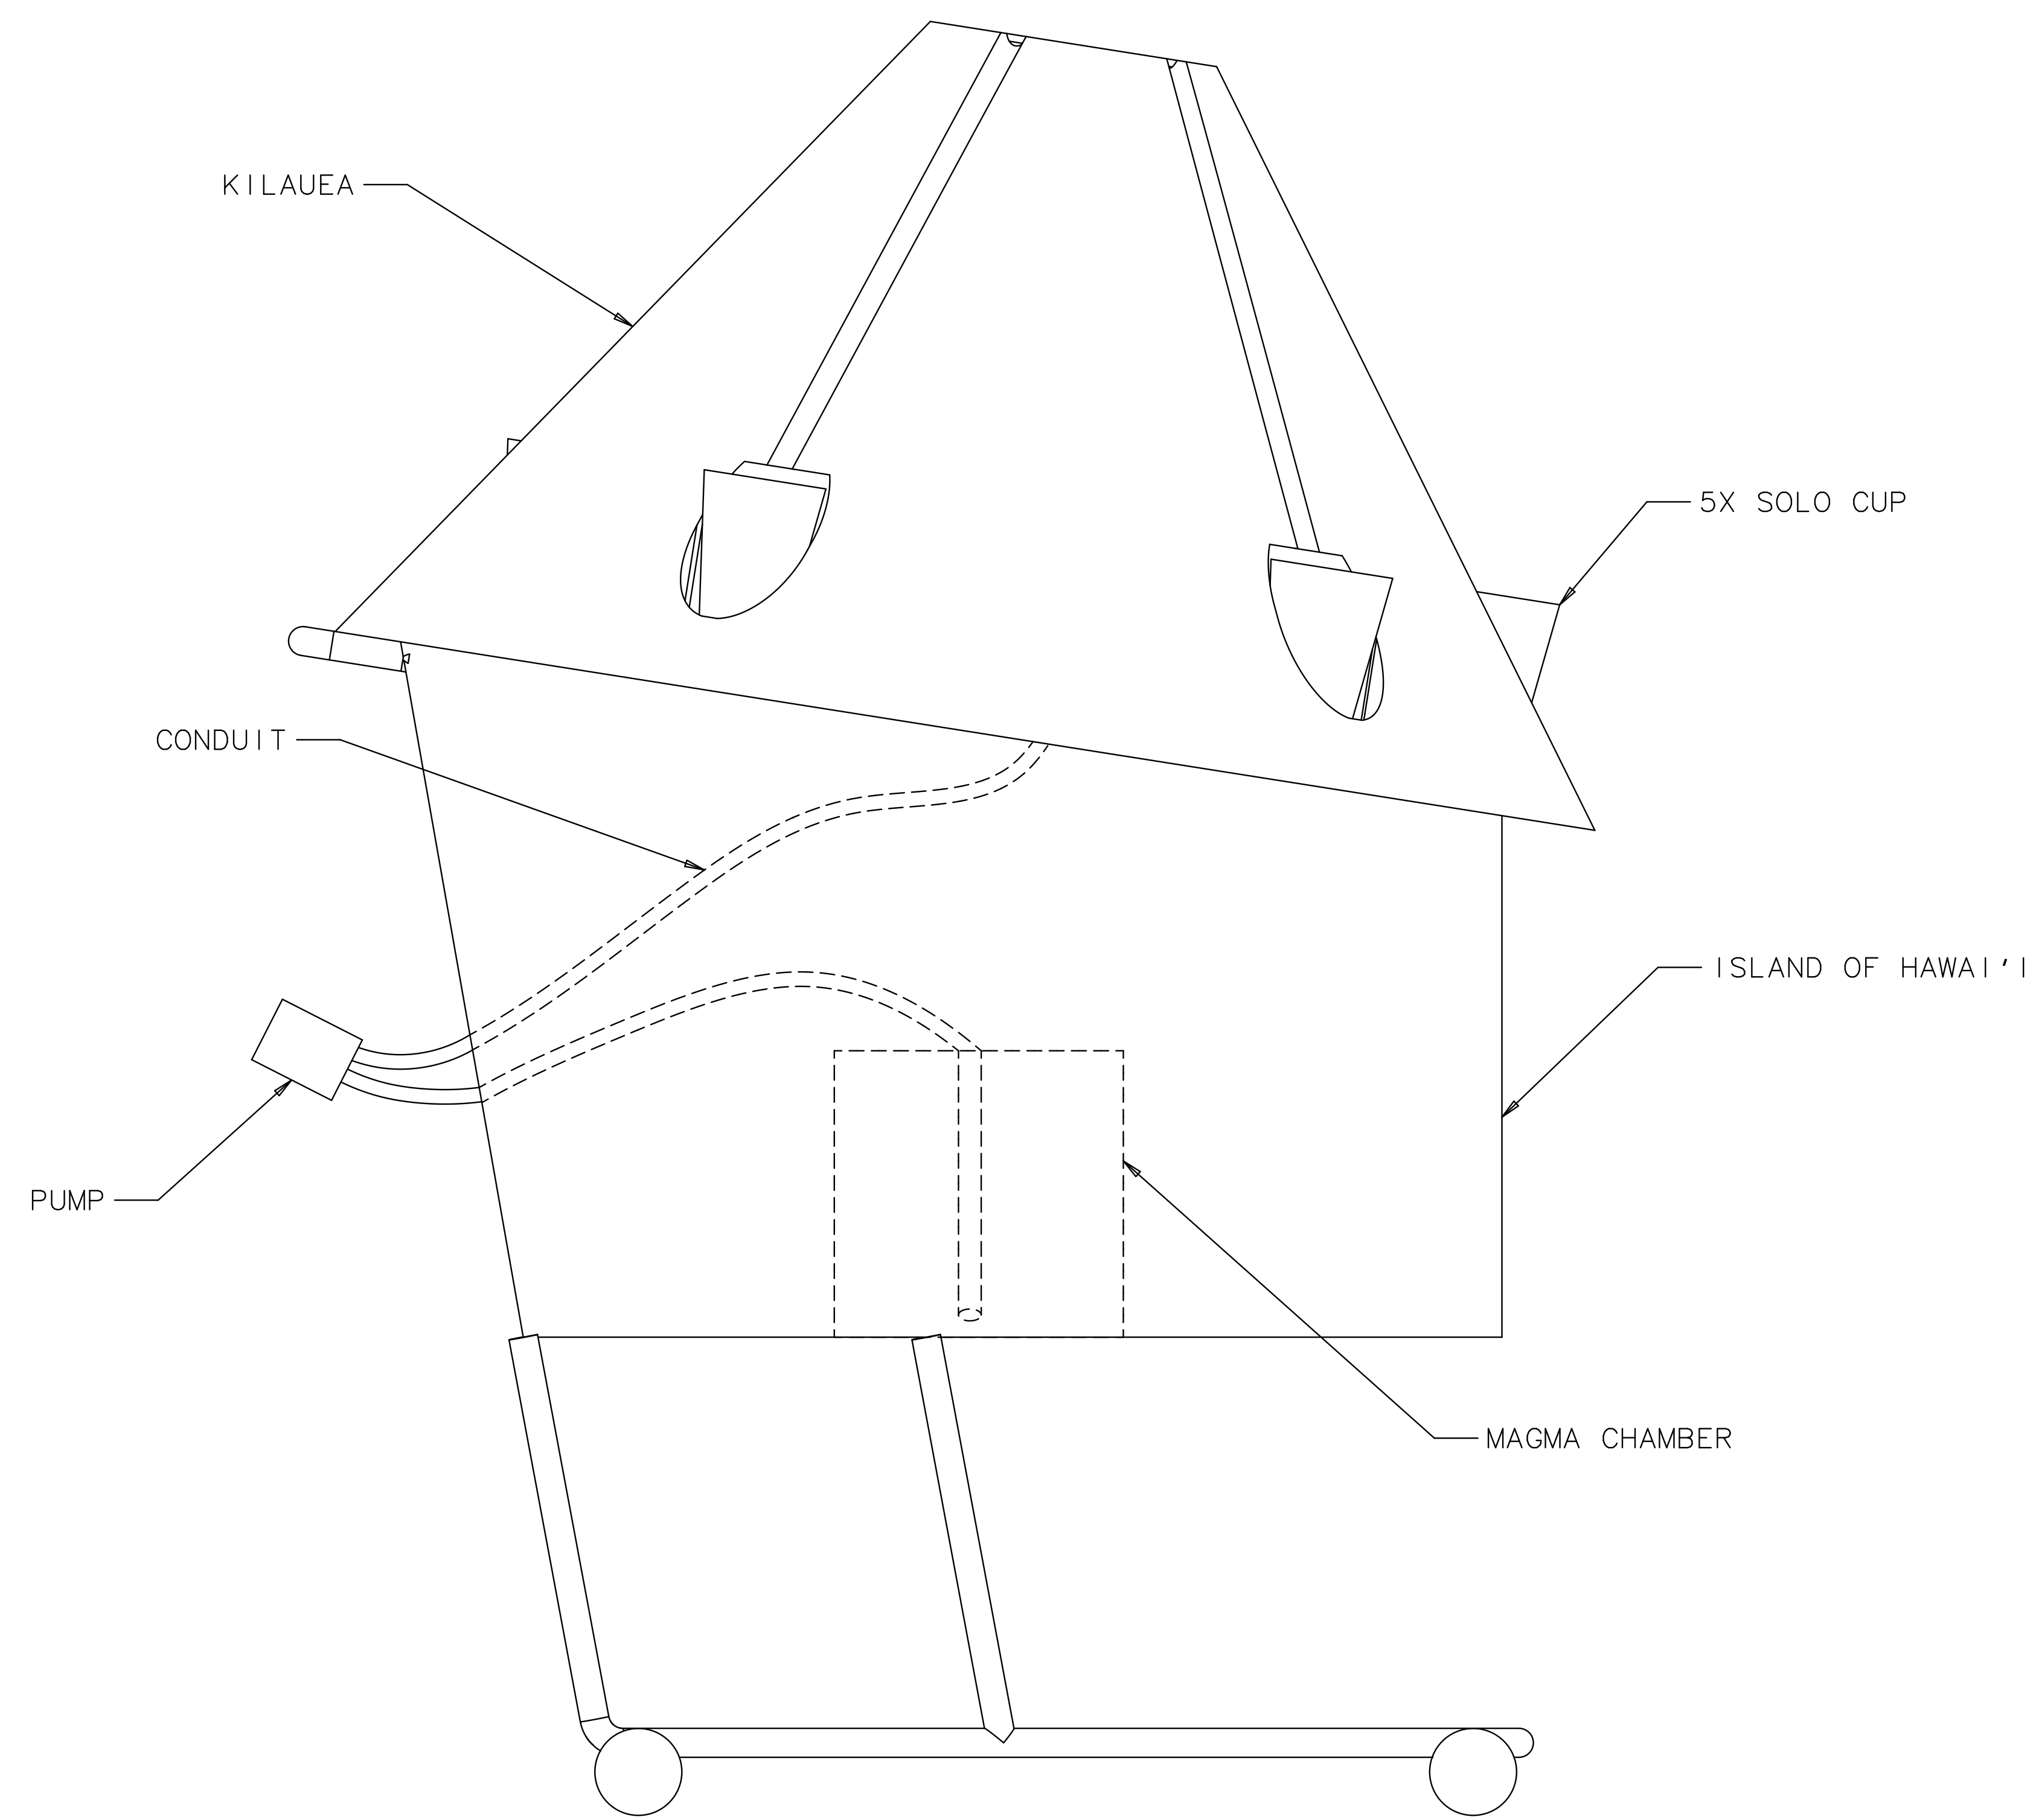 KILAUEA
5X SOLO CUP
CONDUIT
ISLAND OF HAWAI'I
PUMP
MAGMA CHAMBER